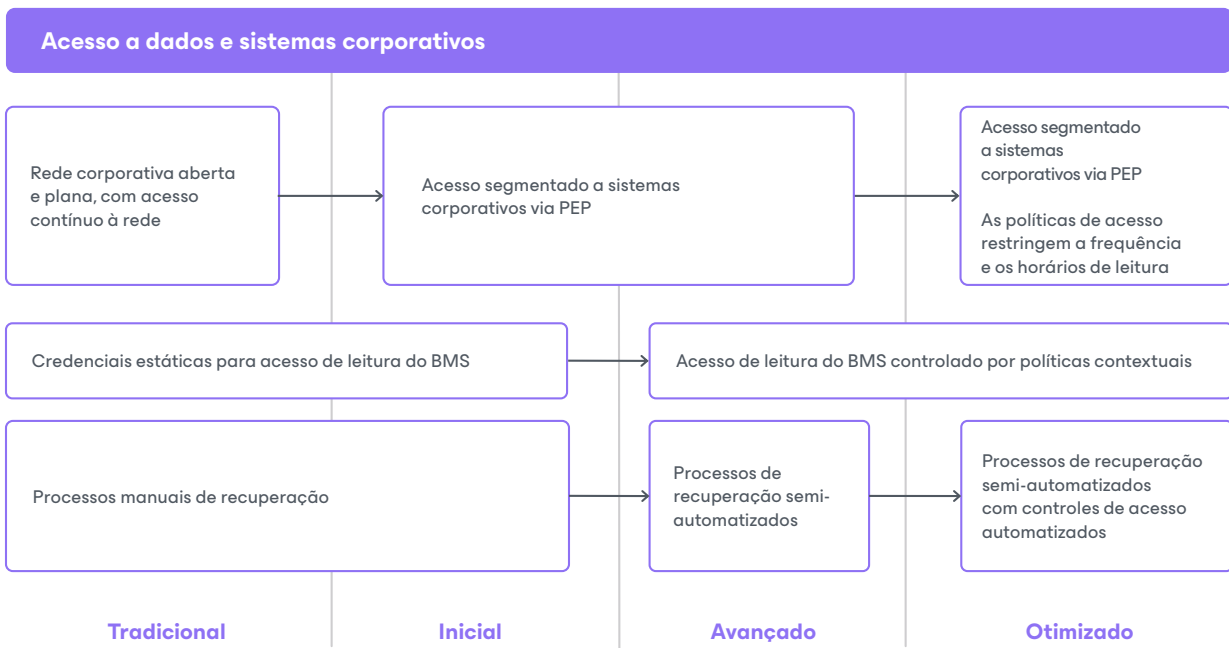 Acesso a dados e sistemas corporativos
Rede corporativa aberta
e plana, com acesso
contínuo à rede
Acesso segmentado a sistemas
corporativos via PEP
Acesso segmentado
a sistemas
corporativos via PEP
As políticas de acesso
restringem a frequência
e os horários de leitura
Credenciais estáticas para acesso de leitura do BMS
Acesso de leitura do BMS controlado por políticas contextuais
Processos manuais de recuperação
Processos de
recuperação semi-
automatizados
Processos de recuperação
semi-automatizados
com controles de acesso
automatizados
Tradicional
Inicial
Avançado
Otimizado